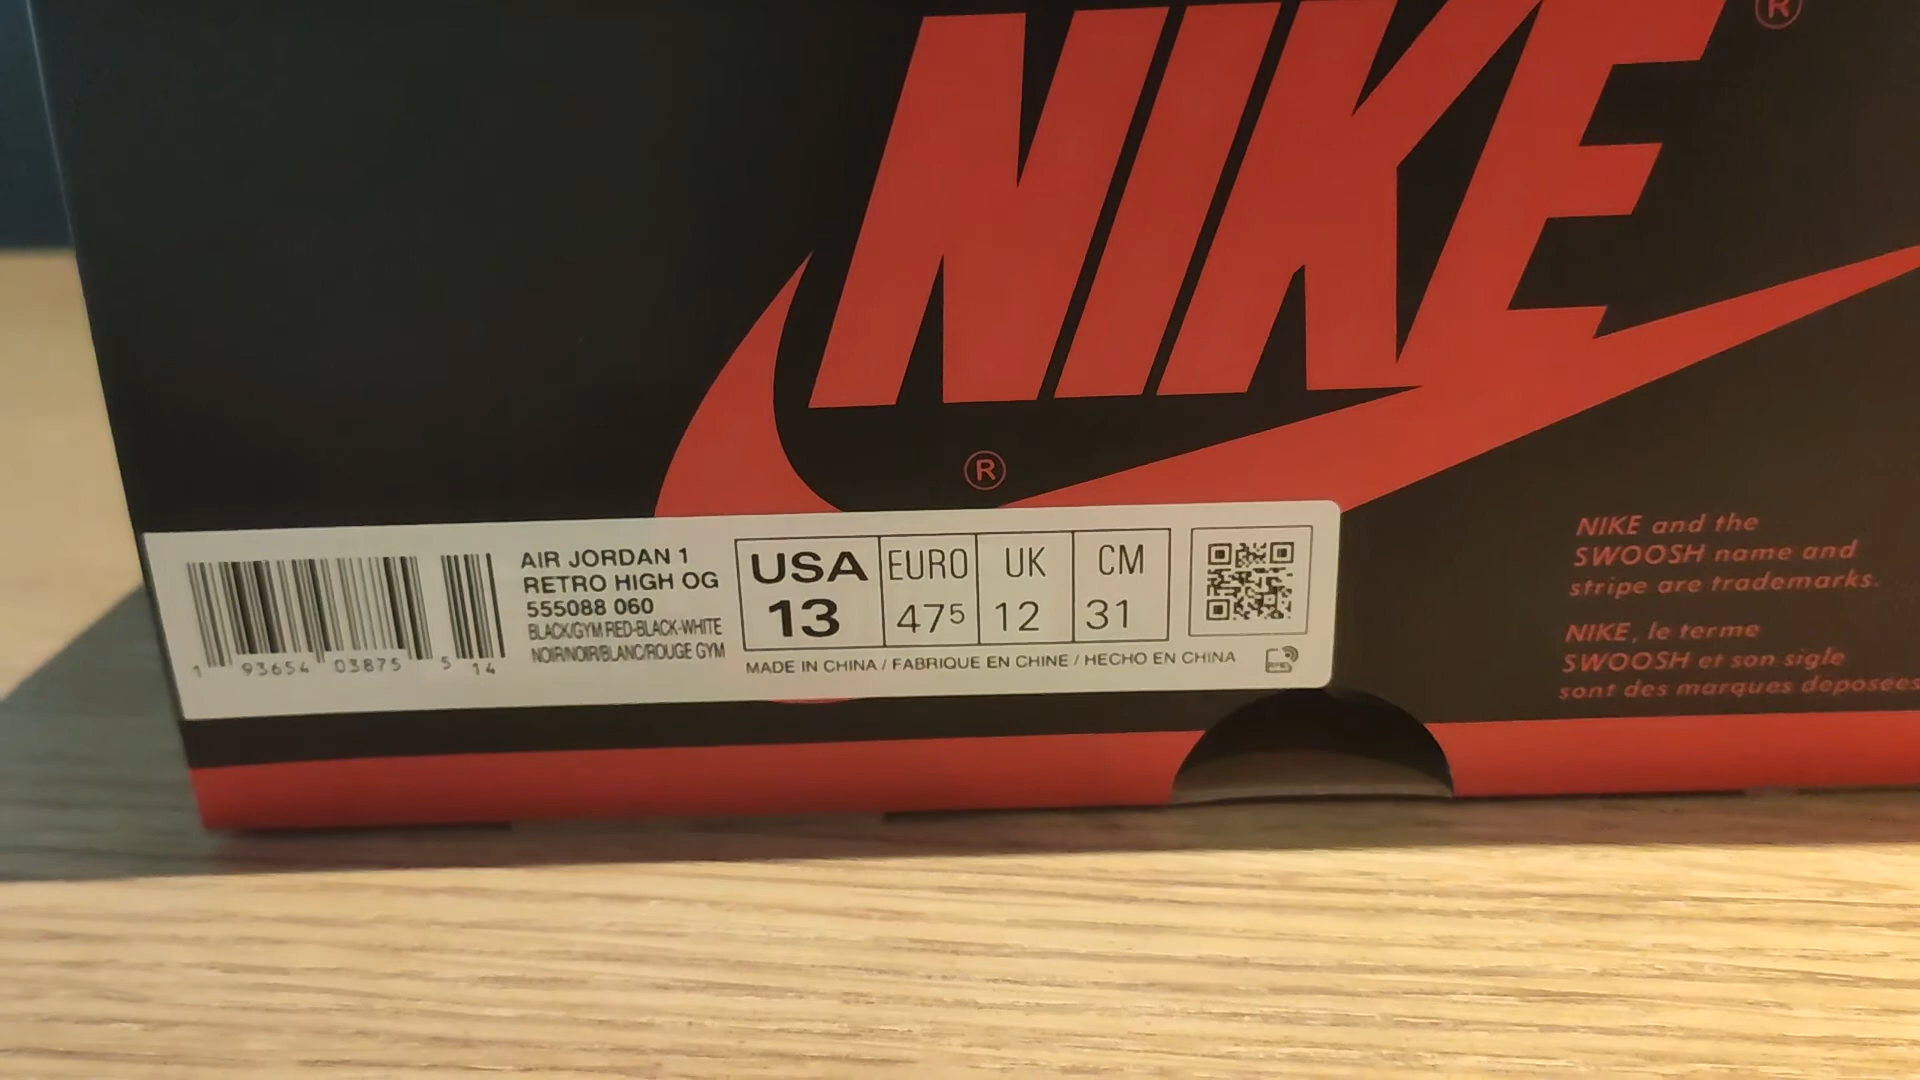 NIKE®
®
AIR JORDAN 1
RETRO HIGH OG
555088 060
BLACK/GYM RED-BLACK-WHITE
NOIR/NOIR/BLANC/ROUGE GYM
1 93654 03875 5 14
USA EURO UK CM
13 475 12 31
MADE IN CHINA / FABRIQUE EN CHINE / HECHO EN CHINA
NIKE and the
SWOOSH name and
stripe are trademarks.
NIKE, le terme
SWOOSH et son sigle
sont des marques deposees